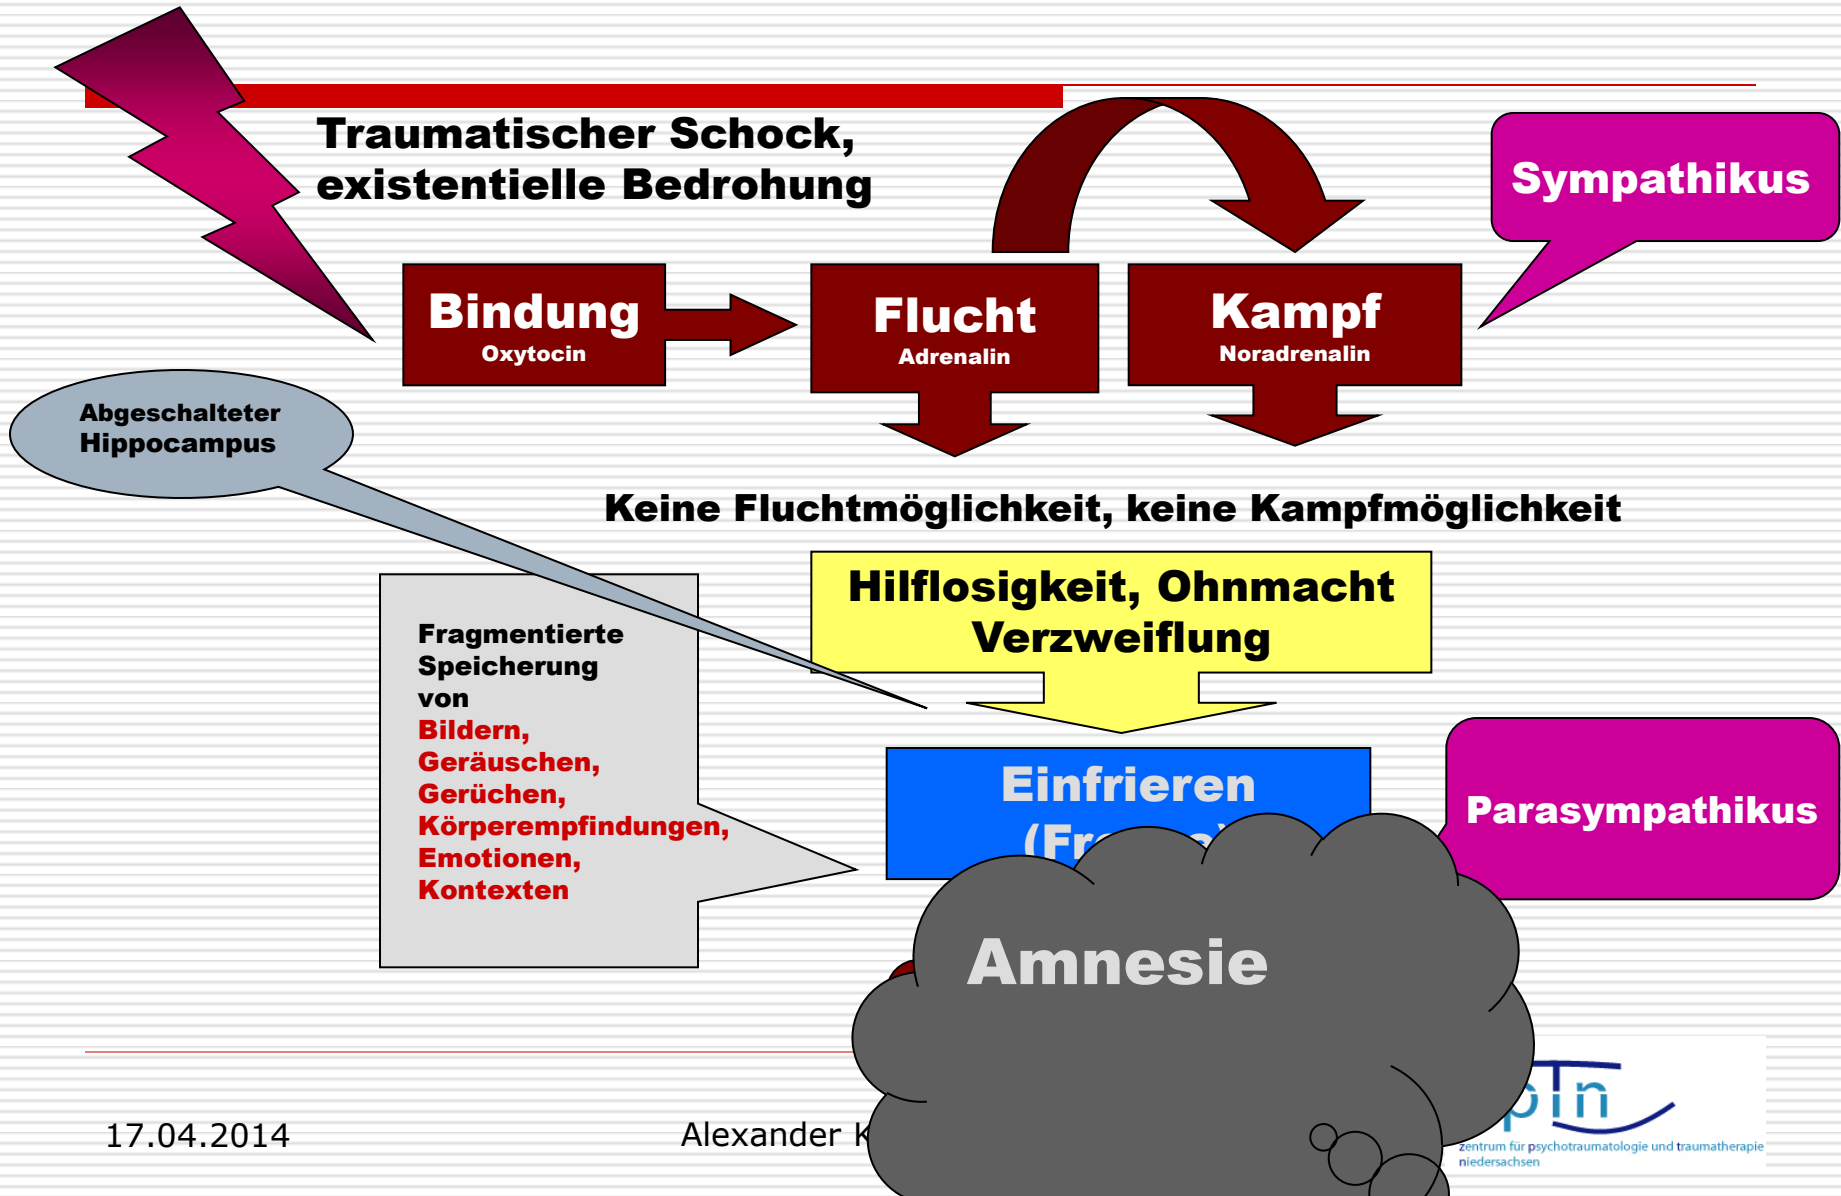 Traumatischer Schock,
existentielle Bedrohung
Sympathikus
Bindung
Oxytocin
Flucht
Adrenalin
Kampf
Noradrenalin
Abgeschalteter
Hippocampus
Keine Fluchtmöglichkeit, keine Kampfmöglichkeit
Hilflosigkeit, Ohnmacht
Verzweiflung
Fragmentierte
Speicherung
von
Bildern,
Geräuschen,
Gerüchen,
Körperempfindungen,
Emotionen,
Kontexten
Einfrieren
Parasympathikus
Amnesie
17.04.2014
Alexander
zentrum für psychotraumatologie und traumatherapie
niedersachsen